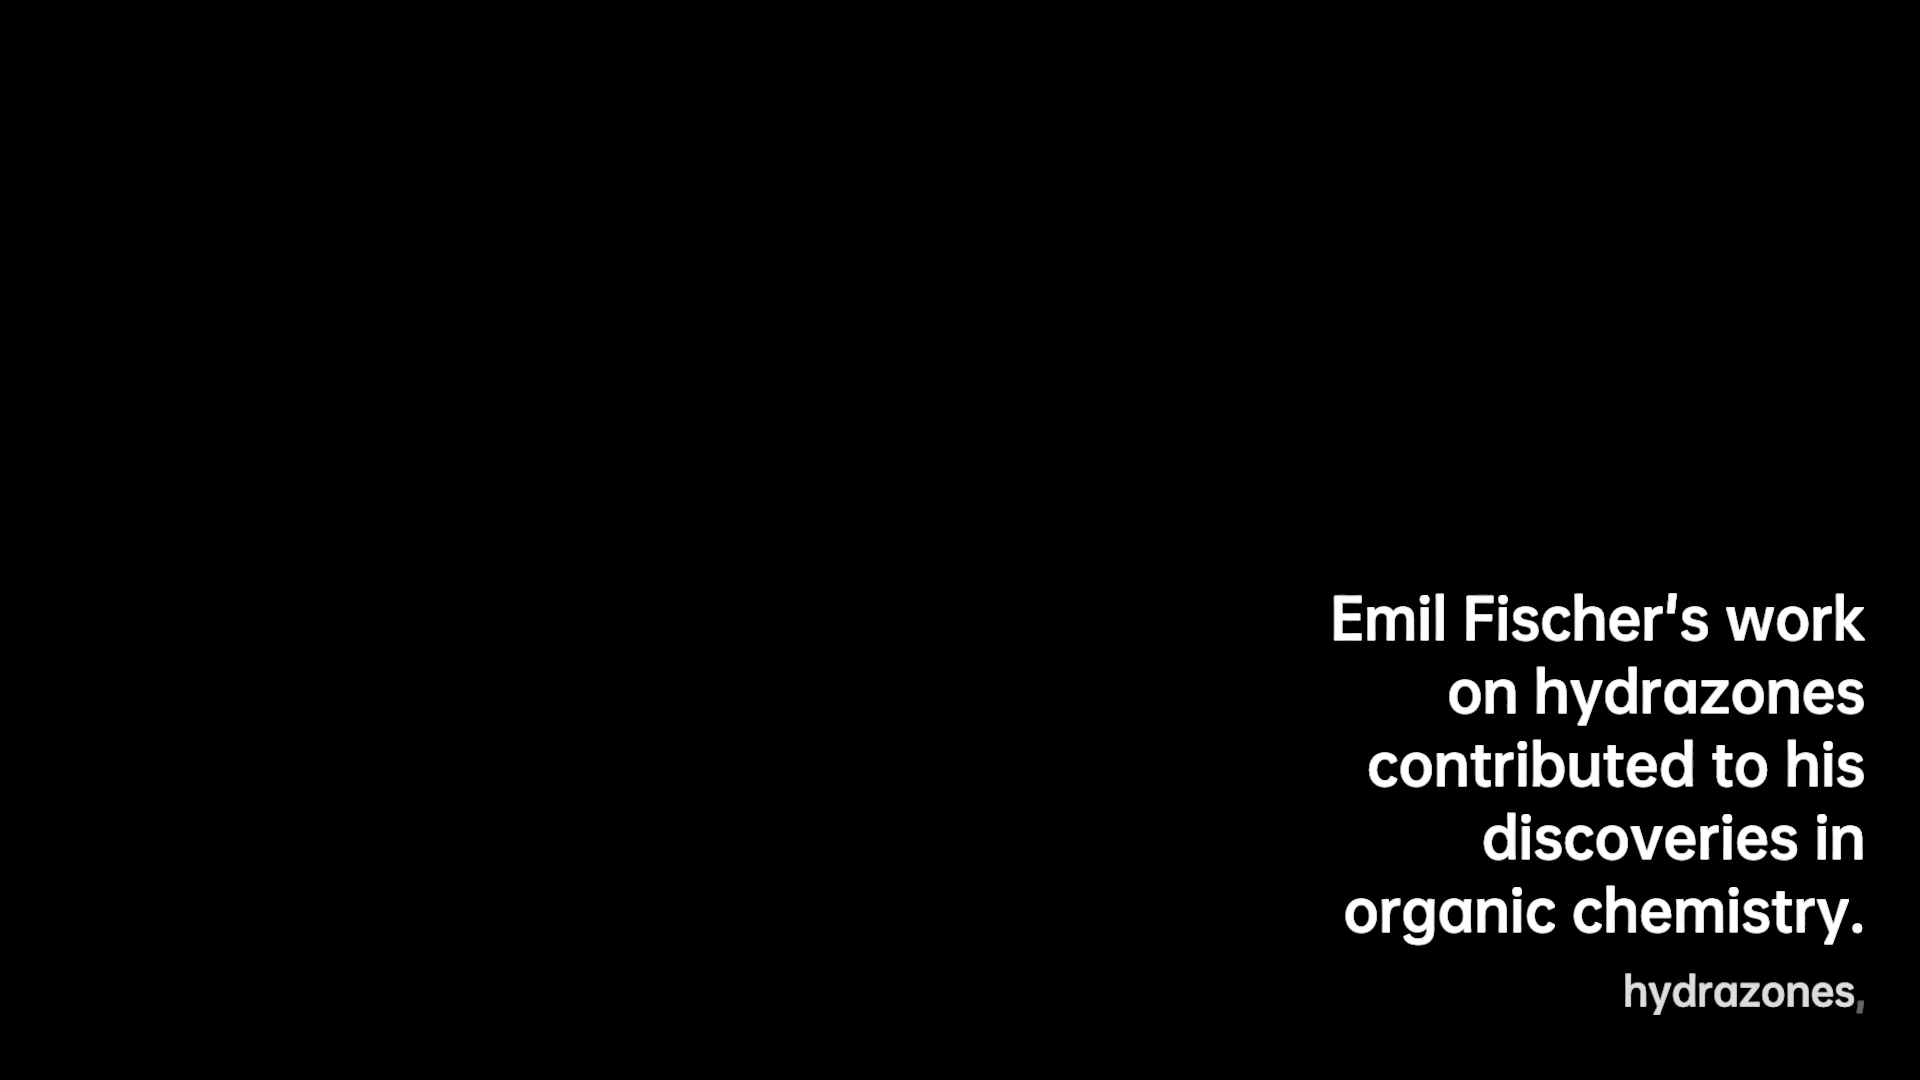 Emil Fischer's work
on hydrazones
contributed to his
discoveries in
organic chemistry.
hydrazones,